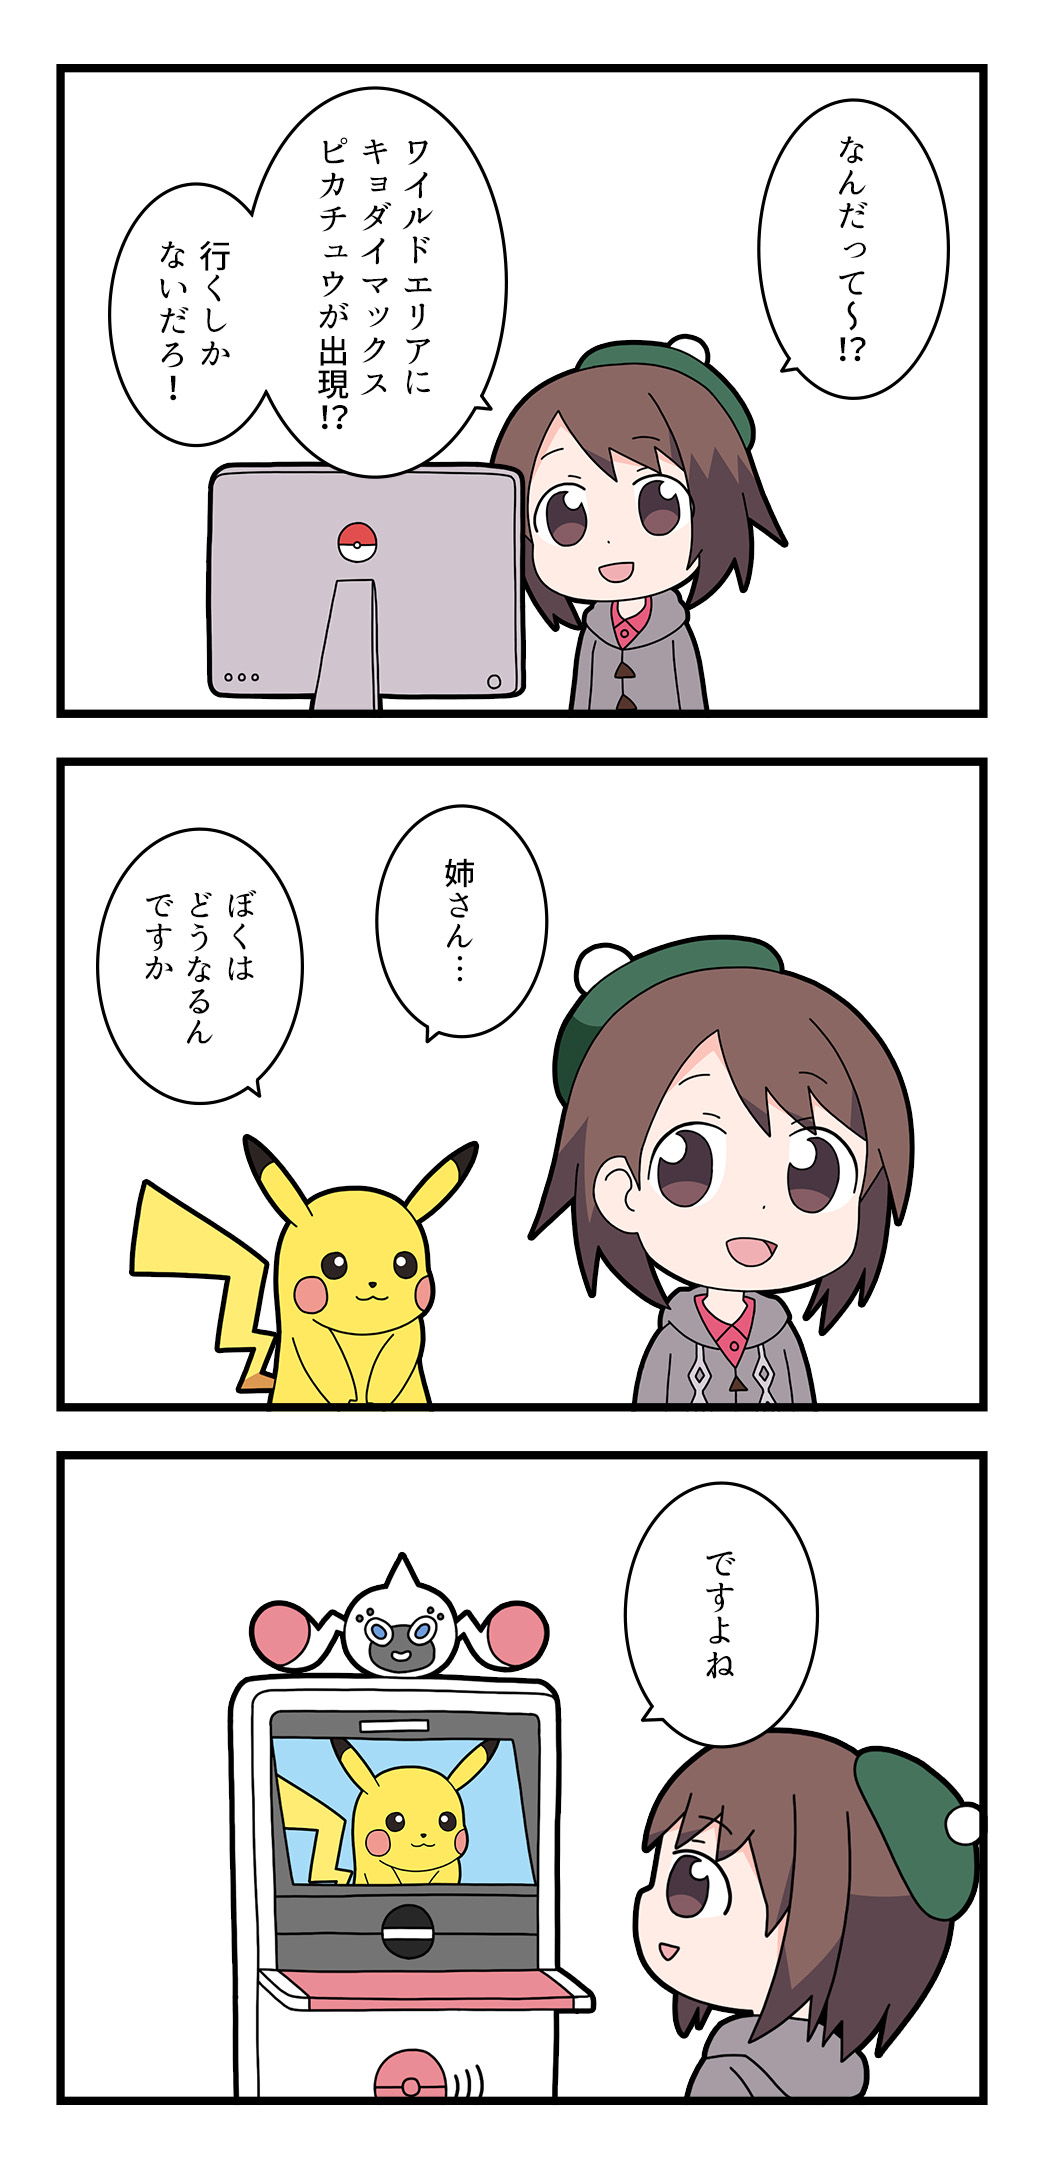 なんだって～!?
ワイルドエリアに
キョダイマックス
ピカチュウが出現!?
行くしか
ないだろ！
姉さん…
ぼくは
どうなるん
ですか
ですよね